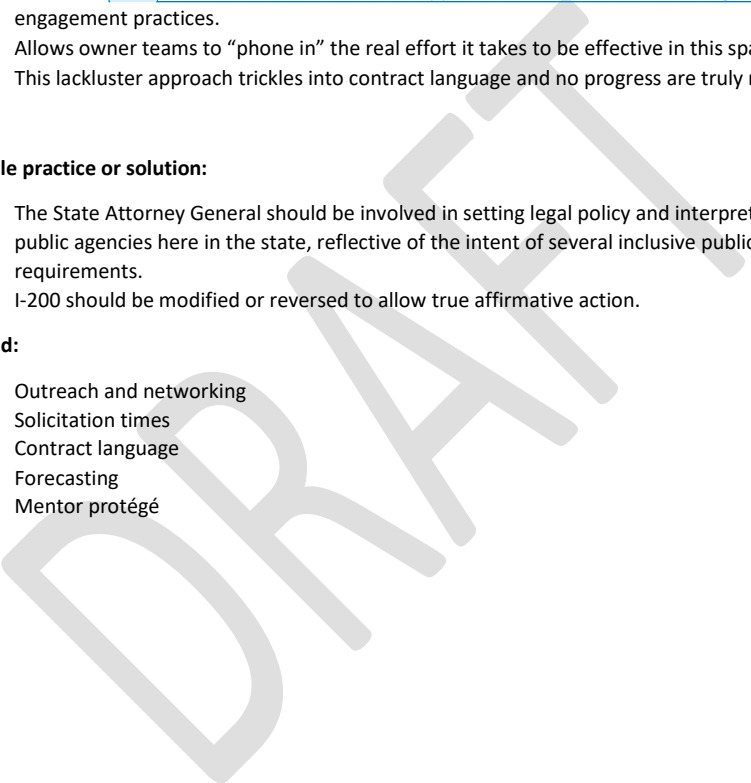 engagement practices.
Allows owner teams to “phone in” the real effort it takes to be effective in this
This lackluster approach trickles into contract language and no progress are truly
le practice or solution:
The State Attorney General should be involved in setting legal policy and
public agencies here in the state, reflective of the intent of several inclusive public
requirements.
I-200 should be modified or reversed to allow true affirmative action.
d:
Outreach and networking
Solicitation times
Contract language
Forecasting
Mentor protégé
DRAFT